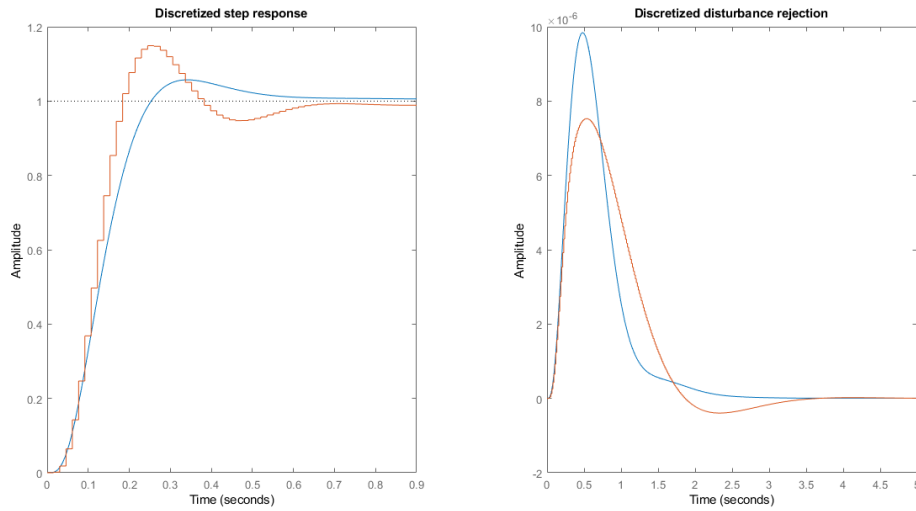 Discretized step response
1.2
1
0.8
0.6
0.4
0.2
0
Amplitude
0 0.1 0.2 0.3 0.4 0.5 0.6 0.7 0.8 0.9
Time (seconds)
Discretized disturbance rejection
×10⁻⁶
10
8
6
4
2
0
-2
Amplitude
0 0.5 1 1.5 2 2.5 3 3.5 4 4.5 5
Time (seconds)